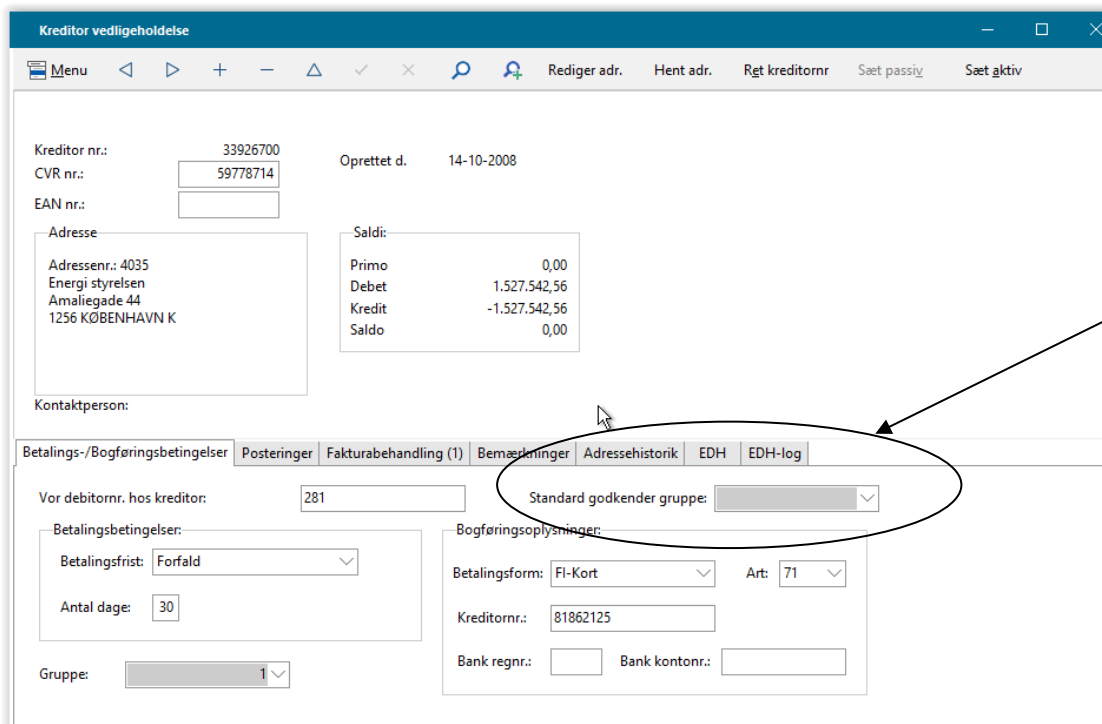 Kreditor vedligeholdelse
Menu Rediger adr. Hent adr. Ret kreditornr Sæt passiv Sæt aktiv
Kreditor nr.: 33926700
Oprettet d. 14-10-2008
CVR nr.: 59778714
EAN nr.:
Adresse
Adressenr.: 4035
Energi styrelsen
Amaliegade 44
1256 KØBENHAVN K
Saldi:
Primo 0,00
Debet 1.527.542,56
Kredit -1.527.542,56
Saldo 0,00
Kontaktperson:
Betalings-/Bogføringsbetingelser Posteringer Fakturabehandling (1) Bemærkninger Adressehistorik EDH EDH-log
Vor debitornr. hos kreditor: 281
Standard godkender gruppe:
Betalingsbetingelser:
Betalingsfrist: Forfald
Antal dage: 30
Gruppe: 1
Bogføringsoplysninger:
Betalingsform: FI-Kort Art: 71
Kreditornr.: 81862125
Bank regnr.: Bank kontonr.: